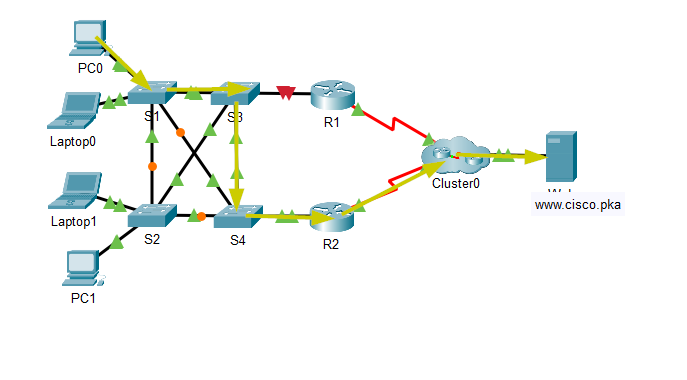 PC0
S1
S3
R1
Laptop0
Cluster0
www.cisco.pka
Laptop1
S2
S4
R2
PC1